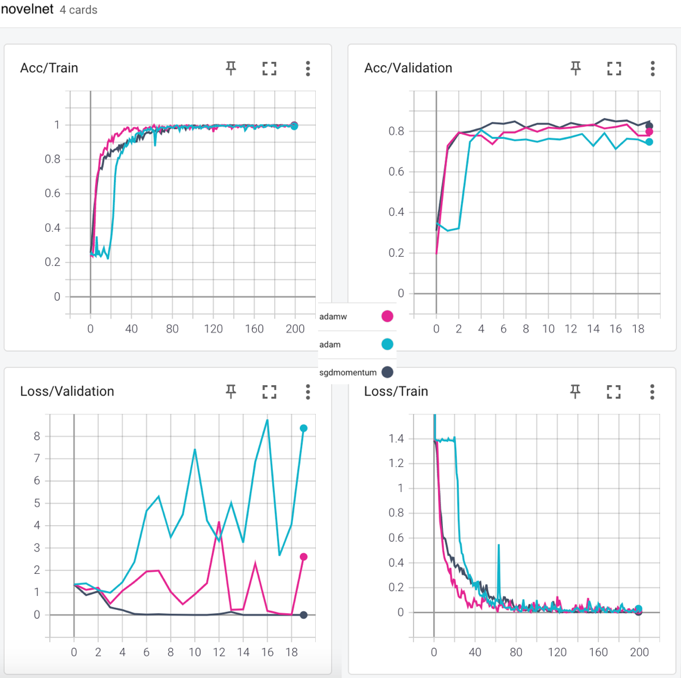 novelnet 4 cards
Acc/Train
1
0.8
0.6
0.4
0.2
0
0 40 80 120 160 200
Acc/Validation
0.8
0.6
0.4
0.2
0
0 2 4 6 8 10 12 14 16 18
adamw
adam
sgdmomentum
Loss/Validation
8
7
6
5
4
3
2
1
0
0 2 4 6 8 10 12 14 16 18
Loss/Train
1.4
1.2
1
0.8
0.6
0.4
0.2
0
0 40 80 120 160 200